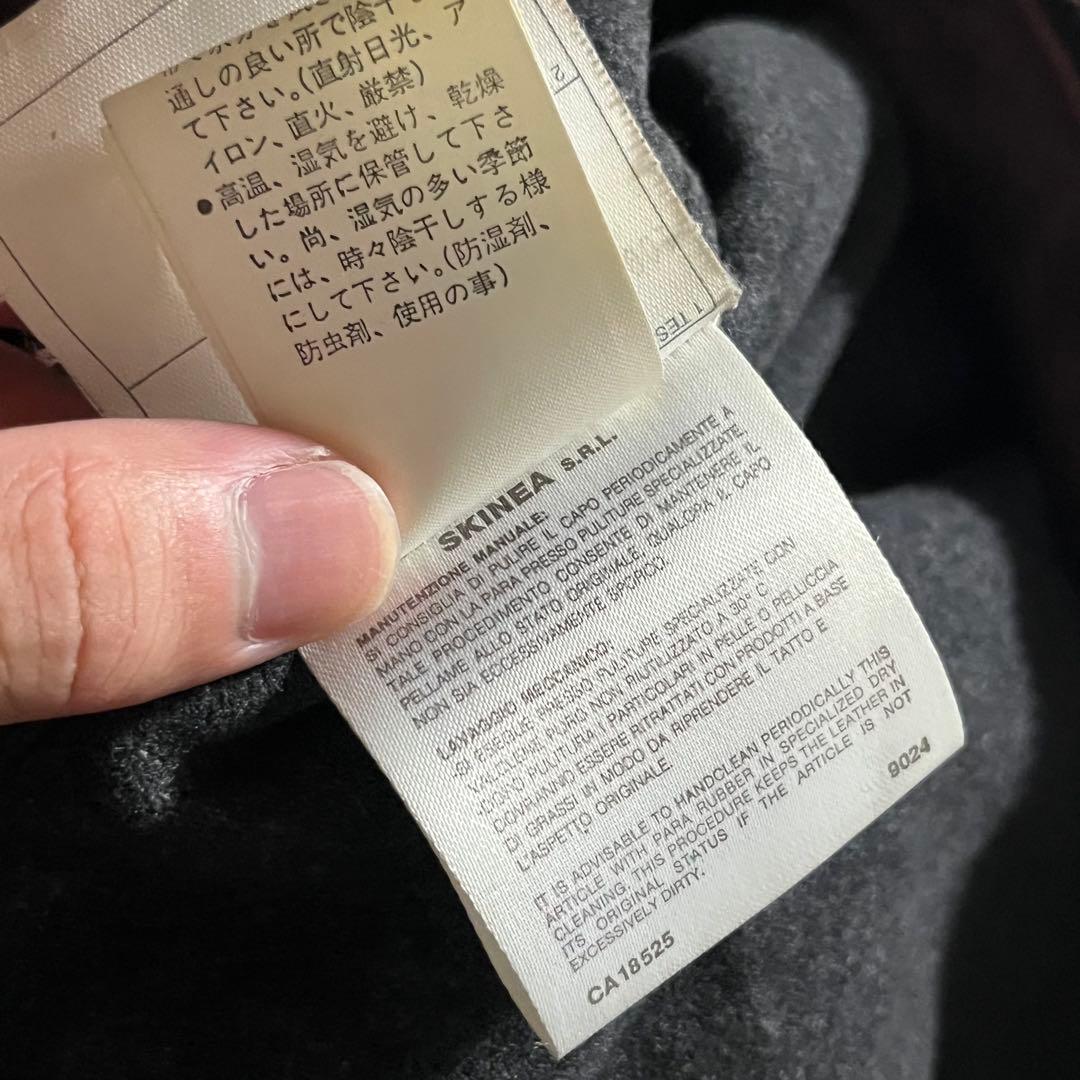 通しの良い所で陰干し
て下さい。(直射日光、ア
イロン、直火、厳禁)
●高温、湿気を避け、乾燥
した場所に保管して下さ
い。尚、湿気の多い季節
には、時々陰干しする様
にして下さい。(防湿剤、
防虫剤、使用の事)
2
1 TES
SKINEA S.R.L.
MANUTENZIONE MANUALE:
SI CONSIGLIA DI PULIRE IL CAPO PERIODICAMENTE A
MANO CON LA PARA PRESSO PULITURE SPECIALIZZATE.
TALE PROCEDIMENTO CONSENTE DI MANTENERE IL
PELLAME ALLO STATO ORIGINALE, QUALORA IL CAPO
NON SIA ECCESSIVAMENTE SPORCO.
LAVAGGIO MECCANICO:
PRESSO PULITURE SPECIALIZZATE CON
PURO NON RIUTILIZZATO A 30° C
DOPO PULITURA I PARTICOLARI IN PELLE O PELLICCIA
DOVRANNO ESSERE RITRATTATI CON PRODOTTI A BASE
DI GRASSI IN MODO DA RIPRENDERE IL TATTO E
L'ASPETTO ORIGINALE.
IT IS ADVISABLE TO HANDCLEAN PERIODICALLY THIS
ARTICLE WITH PARA RUBBER IN SPECIALIZED DRY
CLEANING. THIS PROCEDURE KEEPS THE LEATHER IN
ITS ORIGINAL STATUS IF THE ARTICLE IS NOT
EXCESSIVELY DIRTY.
CA18525
9024